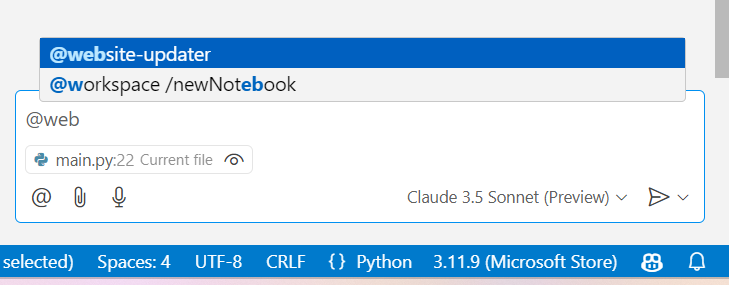 @website-updater
@workspace /newNotebook
@web
main.py:22 Current file
@ Claude 3.5 Sonnet (Preview)
selected) Spaces: 4 UTF-8 CRLF {} Python 3.11.9 (Microsoft Store)